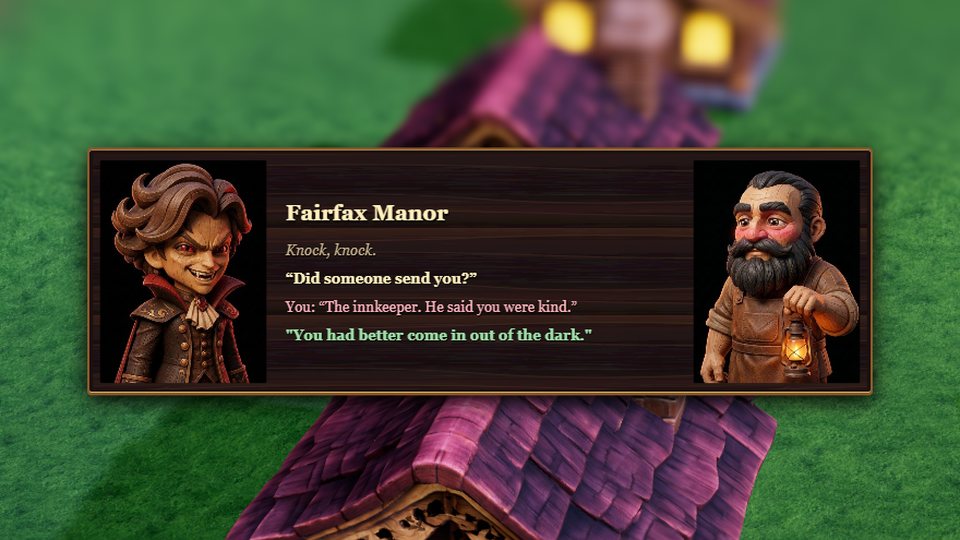 Fairfax Manor
Knock, knock.
“Did someone send you?”
You: “The innkeeper. He said you were kind.”
"You had better come in out of the dark."